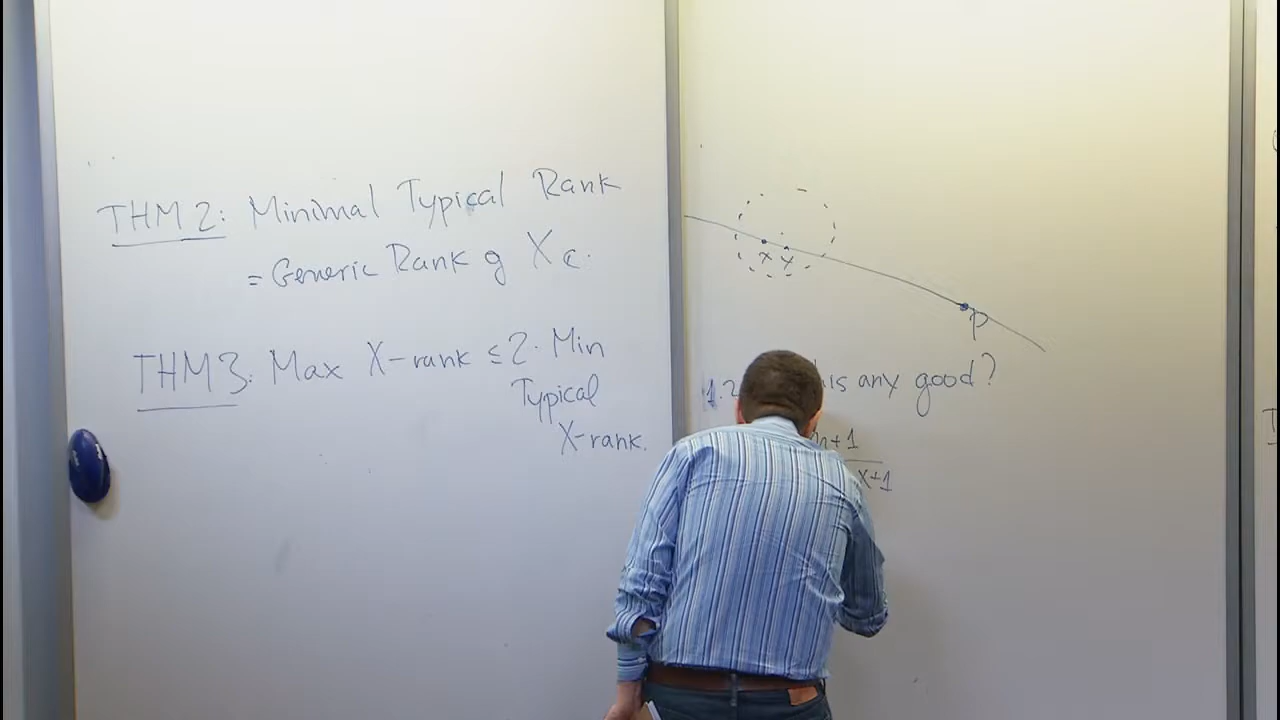 THM 2: Minimal Typical Rank
= Generic Rank of X_C.
THM 3: Max X-rank ≤ 2. Min
Typical
X-rank.
x y
p
1.2
is any good?
n+1
x+1